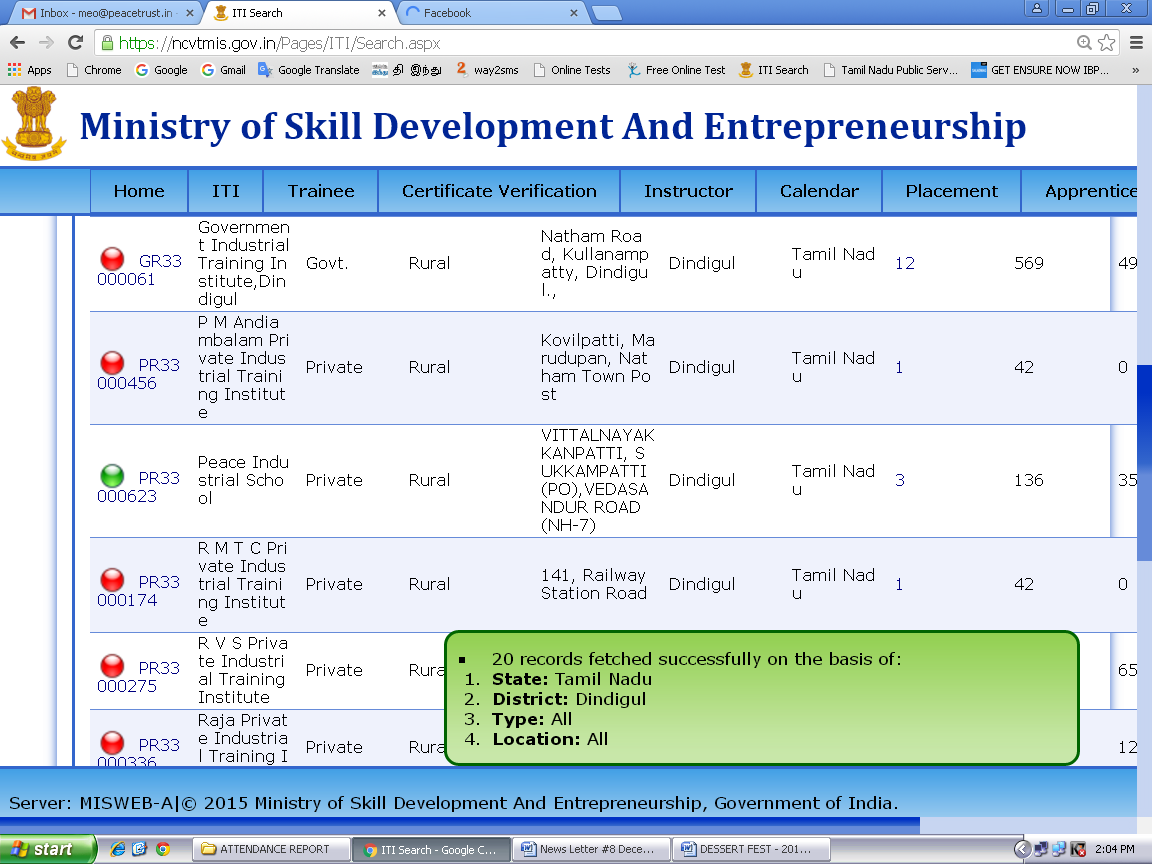 Inbox - meo@peacetrust.in -
ITI Search
Facebook
https://ncvtmis.gov.in/Pages/ITI/Search.aspx
Apps Chrome Google Gmail Google Translate தி இந்து way2sms Online Tests Free Online Test ITI Search Tamil Nadu Public Serv... GET ENSURE NOW IBP... »
Ministry of Skill Development And Entrepreneurship
Home ITI Trainee Certificate Verification Instructor Calendar Placement Apprentice
GR33
000061
Governmen
t Industrial
Training In
stitute,Din
digul
Govt.
Rural
Natham Roa
d, Kullanamp
atty, Dindigu
l.,
Dindigul
Tamil Nad
u
12
569
49
PR33
000456
P M Andia
mbalam Pri
vate Indus
trial Traini
ng Institut
e
Private
Rural
Kovilpatti, Ma
rudupan, Nat
ham Town Po
st
Dindigul
Tamil Nad
u
1
42
0
PR33
000623
Peace Indu
strial Scho
ol
Private
Rural
VITTALNAYAK
KANPATTI, S
UKKAMPATTI
(PO),VEDASA
NDUR ROAD
(NH-7)
Dindigul
Tamil Nad
u
3
136
35
PR33
000174
R M T C Pri
vate Indus
trial Traini
ng Institut
e
Private
Rural
141, Railway
Station Road
Dindigul
Tamil Nad
u
1
42
0
PR33
000275
R V S Priva
te Industri
al Training
Institute
Private
Rura
65
PR33
000336
Raja Privat
e Industria
l Training I
Private
Rura
12
20 records fetched successfully on the basis of:
1. State: Tamil Nadu
2. District: Dindigul
3. Type: All
4. Location: All
Server: MISWEB-A|© 2015 Ministry of Skill Development And Entrepreneurship, Government of India.
start ATTENDANCE REPORT ITI Search - Google C... News Letter #8 Dece... DESSERT FEST - 201... 2:04 PM